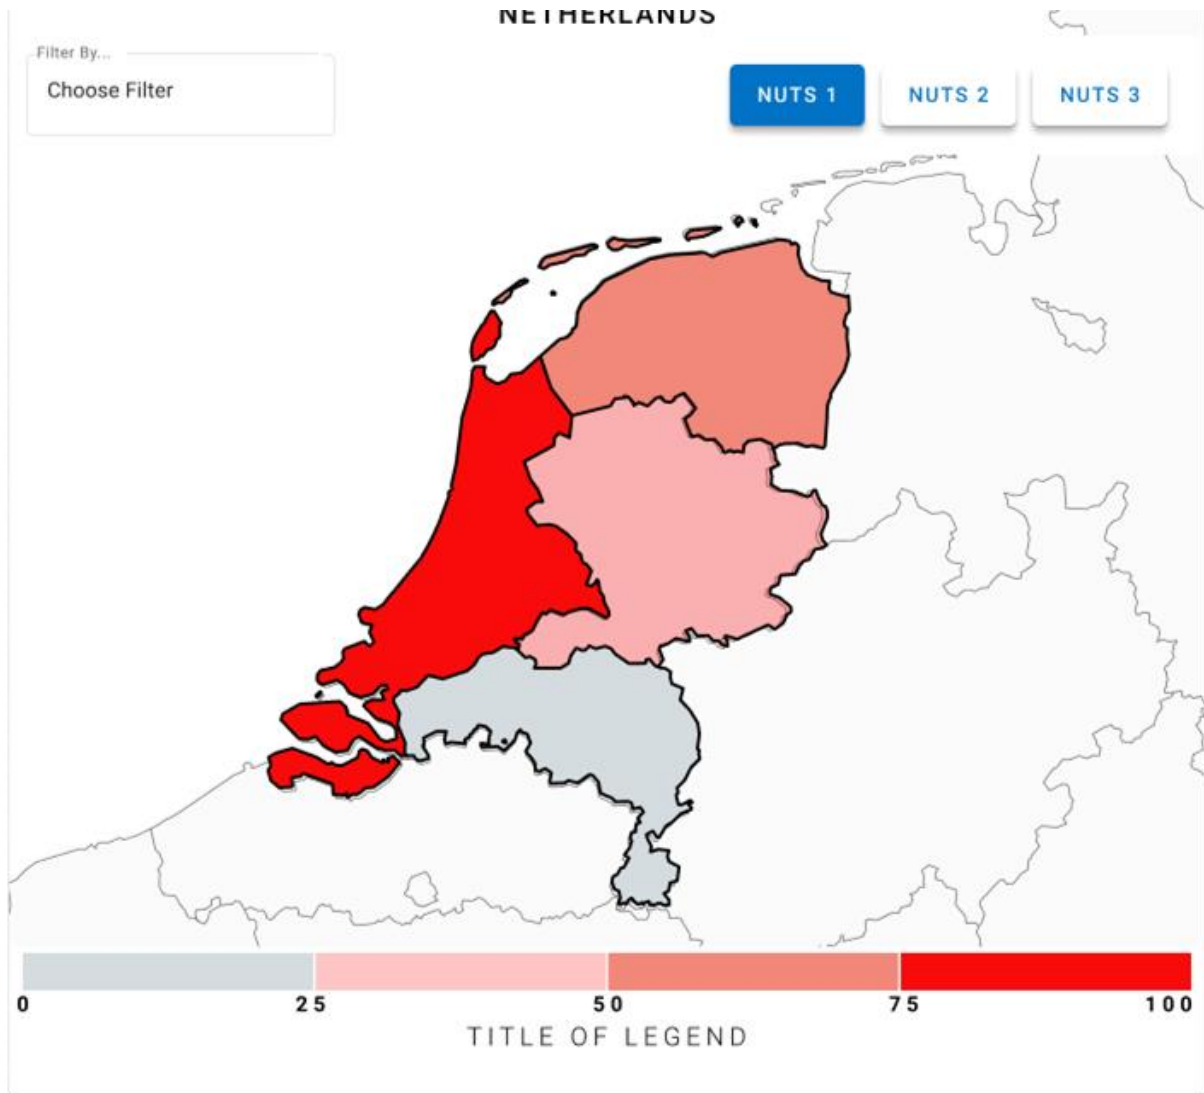 NETHERLANDS
Filter By...
Choose Filter
NUTS 1
NUTS 2
NUTS 3
0 25 50 75 100
TITLE OF LEGEND